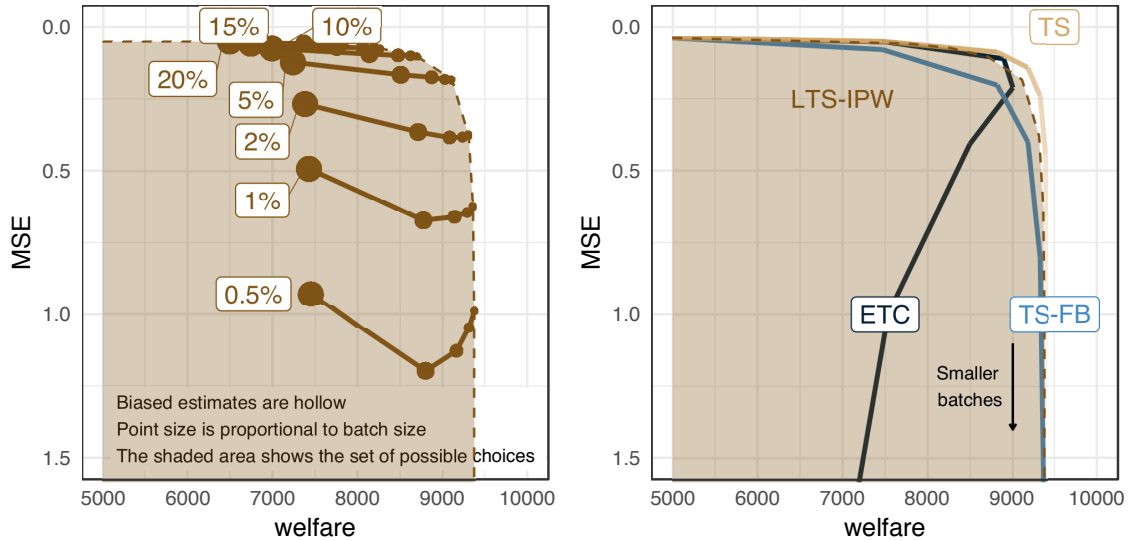 0.0
0.5
1.0
1.5
MSE
15%
10%
20%
5%
2%
1%
0.5%
Biased estimates are hollow
Point size is proportional to batch size
The shaded area shows the set of possible choices
5000 6000 7000 8000 9000 10000
welfare
0.0
0.5
1.0
1.5
MSE
TS
LTS-IPW
ETC
TS-FB
Smaller
batches
5000 7000 8000 9000 10000
welfare